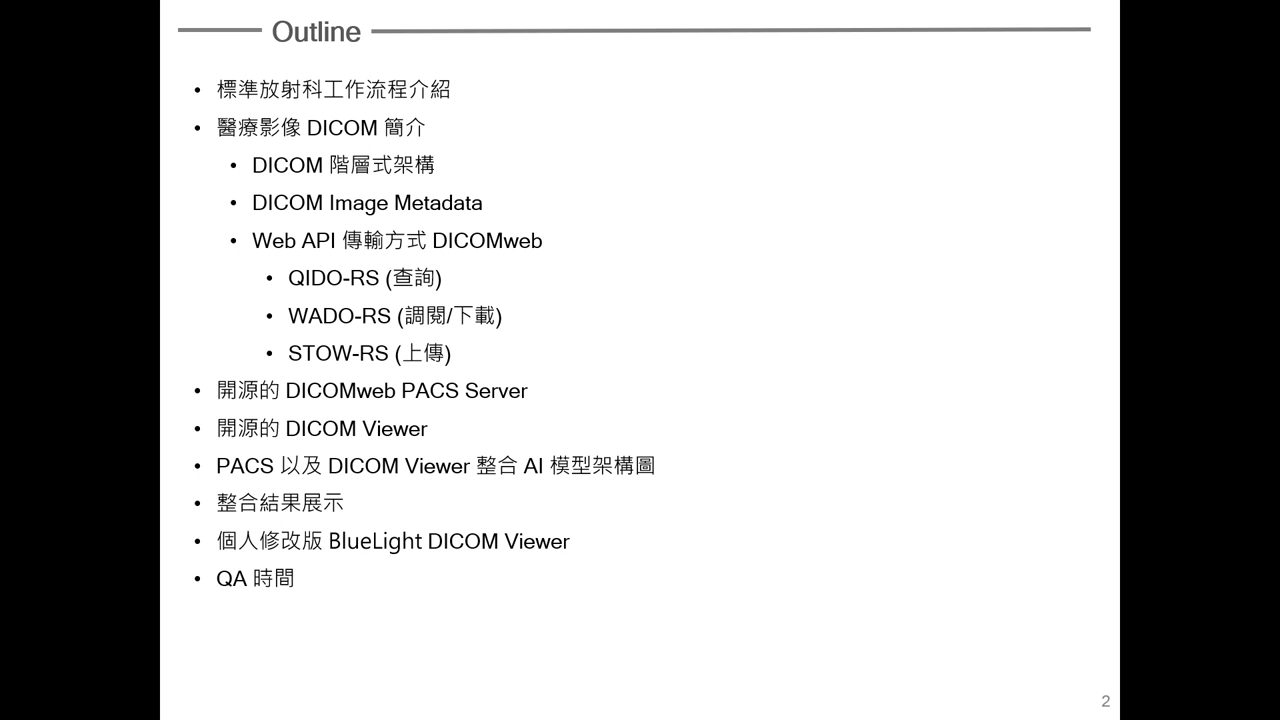 Outline
• 標準放射科工作流程介紹
• 醫療影像 DICOM 簡介
• DICOM 階層式架構
• DICOM Image Metadata
• Web API 傳輸方式 DICOMweb
• QIDO-RS (查詢)
• WADO-RS (調閱/下載)
• STOW-RS (上傳)
• 開源的 DICOMweb PACS Server
• 開源的 DICOM Viewer
• PACS 以及 DICOM Viewer 整合 AI 模型架構圖
• 整合結果展示
• 個人修改版 BlueLight DICOM Viewer
• QA 時間
2